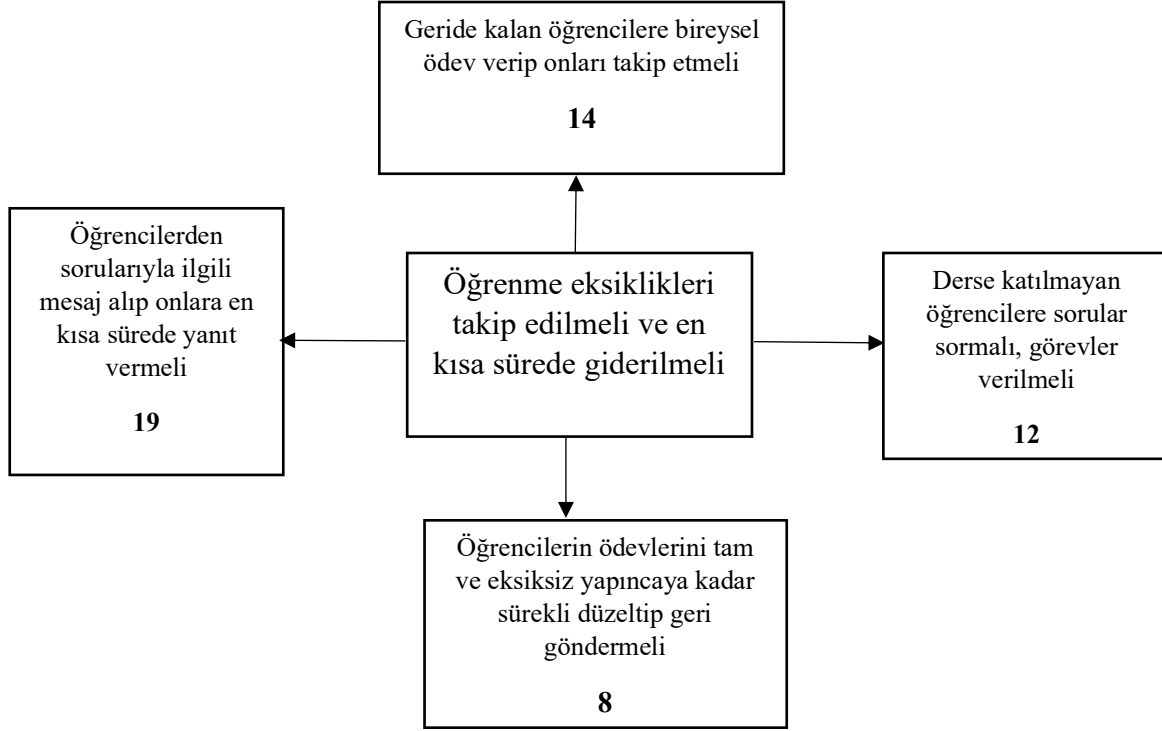 Geride kalan öğrencilere bireysel
ödev verip onları takip etmeli
14
Öğrencilerden
sorularıyla ilgili
mesaj alıp onlara en
kısa sürede yanıt
vermeli
19
Öğrenme eksiklikleri
takip edilmeli ve en
kısa sürede giderilmeli
Derse katılmayan
öğrencilere sorular
sormalı, görevler
verilmeli
12
Öğrencilerin ödevlerini tam
ve eksiksiz yapıncaya kadar
sürekli düzeltip geri
göndermeli
8